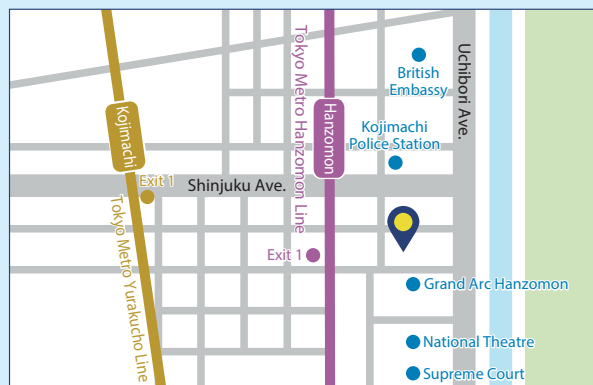 British
Embassy
Uchibori Ave.
Kojimachi
Police Station
Tokyo Metro Hanzomon Line
Hanzomon
Kojimachi
Exit 1
Shinjuku Ave.
Tokyo Metro Yurakucho Line
Exit 1
Grand Arc Hanzomon
National Theatre
Supreme Court